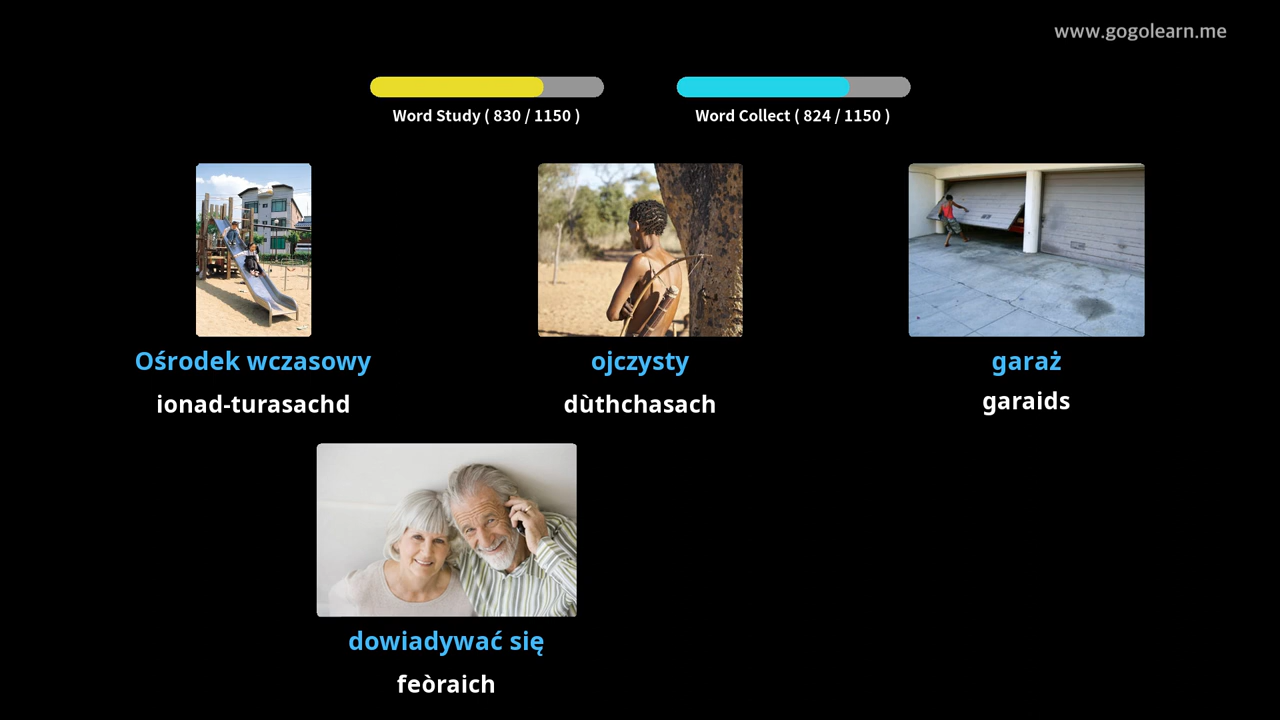 www.gogolearn.me
Word Study ( 830 / 1150 )
Word Collect ( 824 / 1150 )
Ośrodek wczasowy
ionad-turasachd
ojczysty
dùthchasach
garaż
garaids
dowiadywać się
feòraich